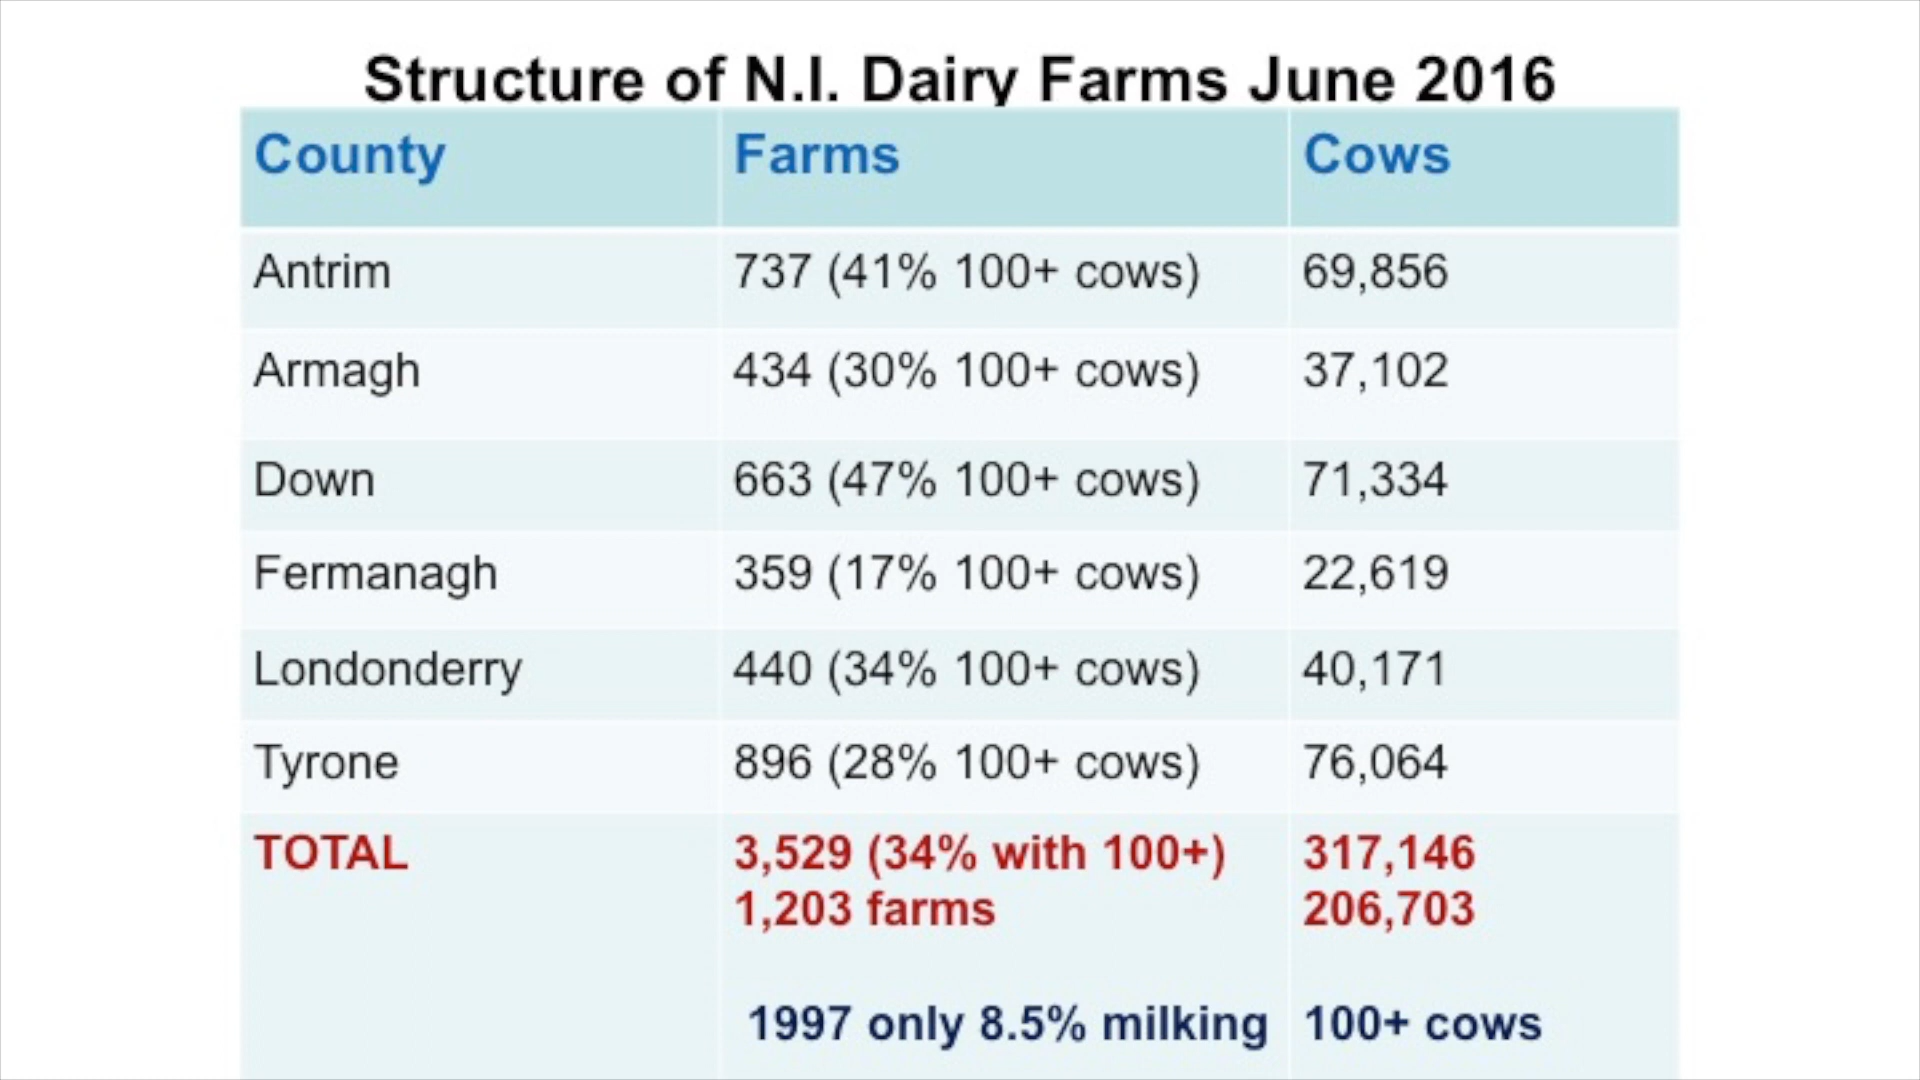 Structure of N.I. Dairy Farms June 2016
County Farms Cows
Antrim 737 (41% 100+ cows) 69,856
Armagh 434 (30% 100+ cows) 37,102
Down 663 (47% 100+ cows) 71,334
Fermanagh 359 (17% 100+ cows) 22,619
Londonderry 440 (34% 100+ cows) 40,171
Tyrone 896 (28% 100+ cows) 76,064
TOTAL 3,529 (34% with 100+) 317,146
1,203 farms 206,703
1997 only 8.5% milking 100+ cows